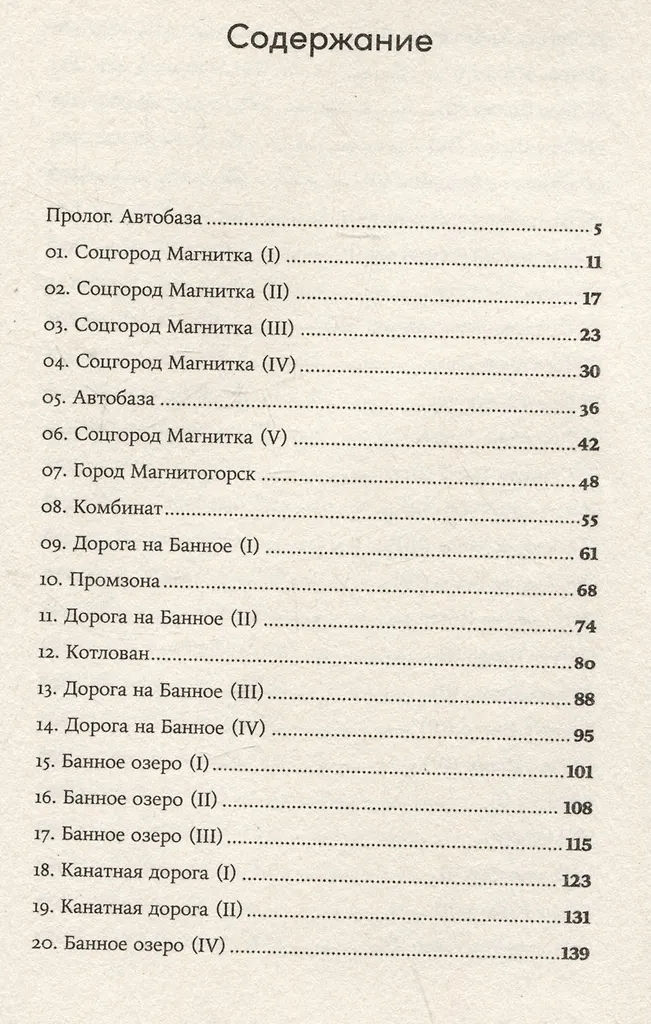 Содержание
Пролог. Автобаза 5
01. Соцгород Магнитка (I) 11
02. Соцгород Магнитка (II) 17
03. Соцгород Магнитка (III) 23
04. Соцгород Магнитка (IV) 30
05. Автобаза 36
06. Соцгород Магнитка (V) 42
07. Город Магнитогорск 48
08. Комбинат 55
09. Дорога на Банное (I) 61
10. Промзона 68
11. Дорога на Банное (II) 74
12. Котлован 80
13. Дорога на Банное (III) 88
14. Дорога на Банное (IV) 95
15. Банное озеро (I) 101
16. Банное озеро (II) 108
17. Банное озеро (III) 115
18. Канатная дорога (I) 123
19. Канатная дорога (II) 131
20. Банное озеро (IV) 139